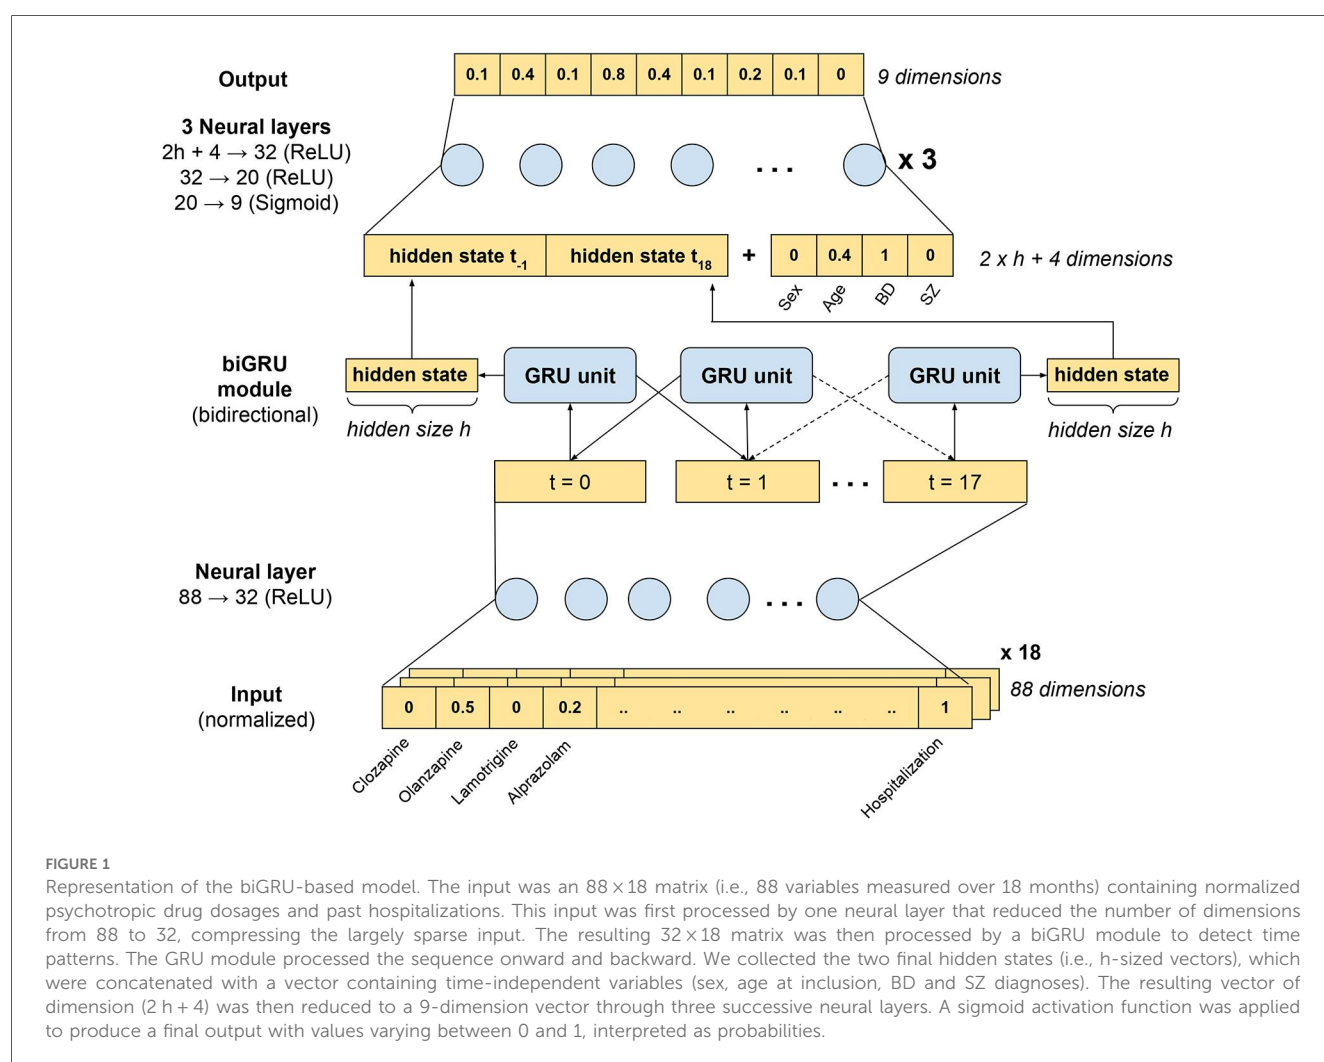 Output
0.1 0.4 0.1 0.8 0.4 0.1 0.2 0.1 0
9 dimensions
3 Neural layers
2h + 4 → 32 (ReLU)
32 → 20 (ReLU)
20 → 9 (Sigmoid)
. . .
x 3
hidden state t-1
hidden state t18
+
0 0.4 1 0
2 x h + 4 dimensions
Sex
Age
BD
SZ
biGRU
module
(bidirectional)
hidden state
GRU unit
GRU unit
GRU unit
hidden state
hidden size h
hidden size h
t = 0
t = 1
. . .
t = 17
Neural layer
88 → 32 (ReLU)
. . .
x 18
88 dimensions
Input
(normalized)
0 0.5 0 0.2 .. .. .. .. .. .. 1
Clozapine
Olanzapine
Lamotrigine
Alprazolam
Hospitalization
FIGURE 1
Representation of the biGRU-based model. The input was an 88 × 18 matrix (i.e., 88 variables measured over 18 months) containing normalized
psychotropic drug dosages and past hospitalizations. This input was first processed by one neural layer that reduced the number of dimensions
from 88 to 32, compressing the largely sparse input. The resulting 32 × 18 matrix was then processed by a biGRU module to detect time
patterns. The GRU module processed the sequence onward and backward. We collected the two final hidden states (i.e., h-sized vectors), which
were concatenated with a vector containing time-independent variables (sex, age at inclusion, BD and SZ diagnoses). The resulting vector of
dimension (2 h + 4) was then reduced to a 9-dimension vector through three successive neural layers. A sigmoid activation function was applied
to produce a final output with values varying between 0 and 1, interpreted as probabilities.